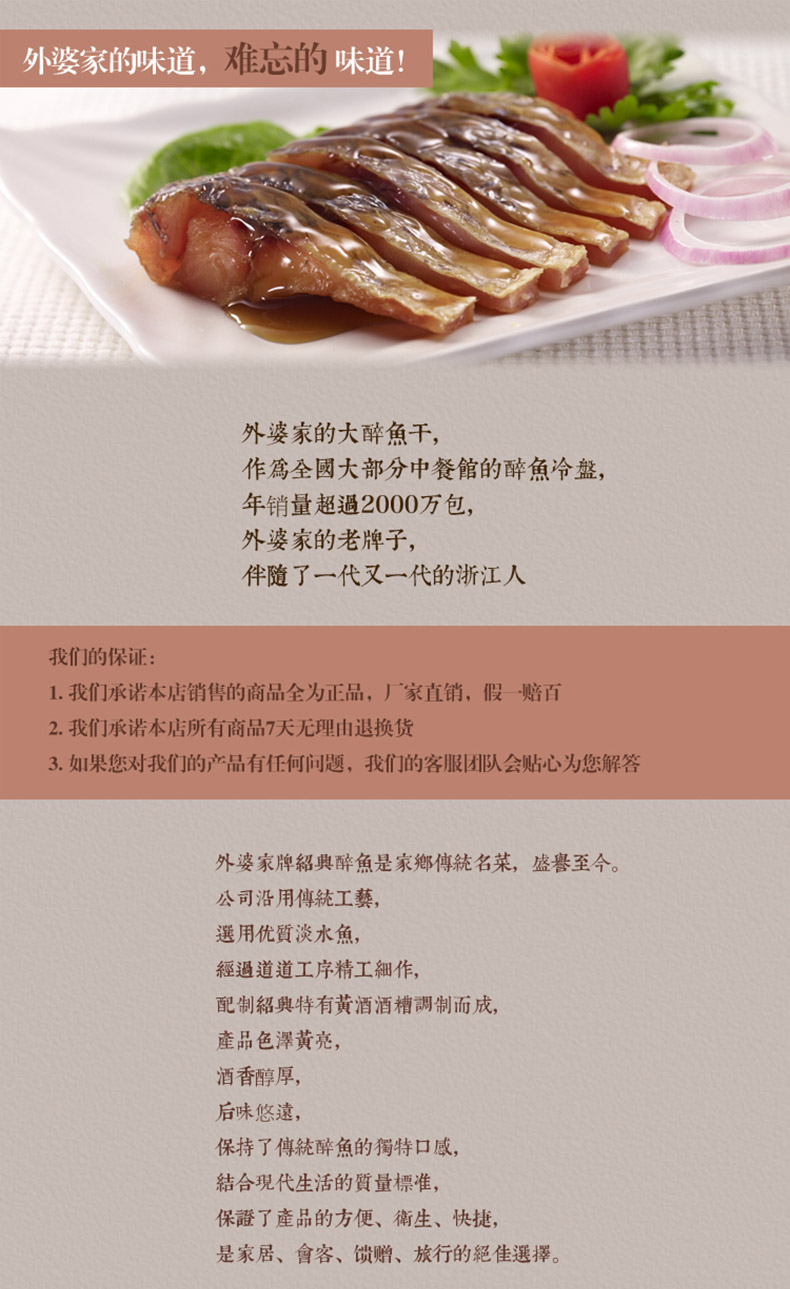 外婆家的味道，难忘的 味道！
外婆家的大醉魚干，
作爲全國大部分中餐館的醉魚冷盤，
年销量超過2000万包，
外婆家的老牌子，
伴隨了一代又一代的浙江人
我们的保证：
1. 我们承诺本店销售的商品全为正品，厂家直销，假一赔百
2. 我们承诺本店所有商品7天无理由退换货
3. 如果您对我们的产品有任何问题，我们的客服团队会贴心为您解答
外婆家牌紹興醉魚是家鄉傳統名菜，盛譽至今。
公司沿用傳統工藝，
選用优質淡水魚，
經過道道工序精工細作，
配制紹興特有黃酒酒糟調制而成，
產品色澤黃亮，
酒香醇厚，
后味悠遠，
保持了傳統醉魚的獨特口感，
結合現代生活的質量標准，
保證了產品的方便、衛生、快捷，
是家居、會客、馈赠、旅行的絕佳選擇。